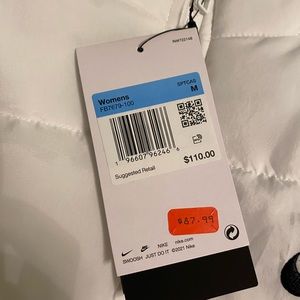 Womens
SPTCAS
FB7679-100
M
1 96607 96246 6
Suggested Retail
$110.00
$87.99
NIKE nike.com
SWOOSH JUST DO IT ©2021 Nike